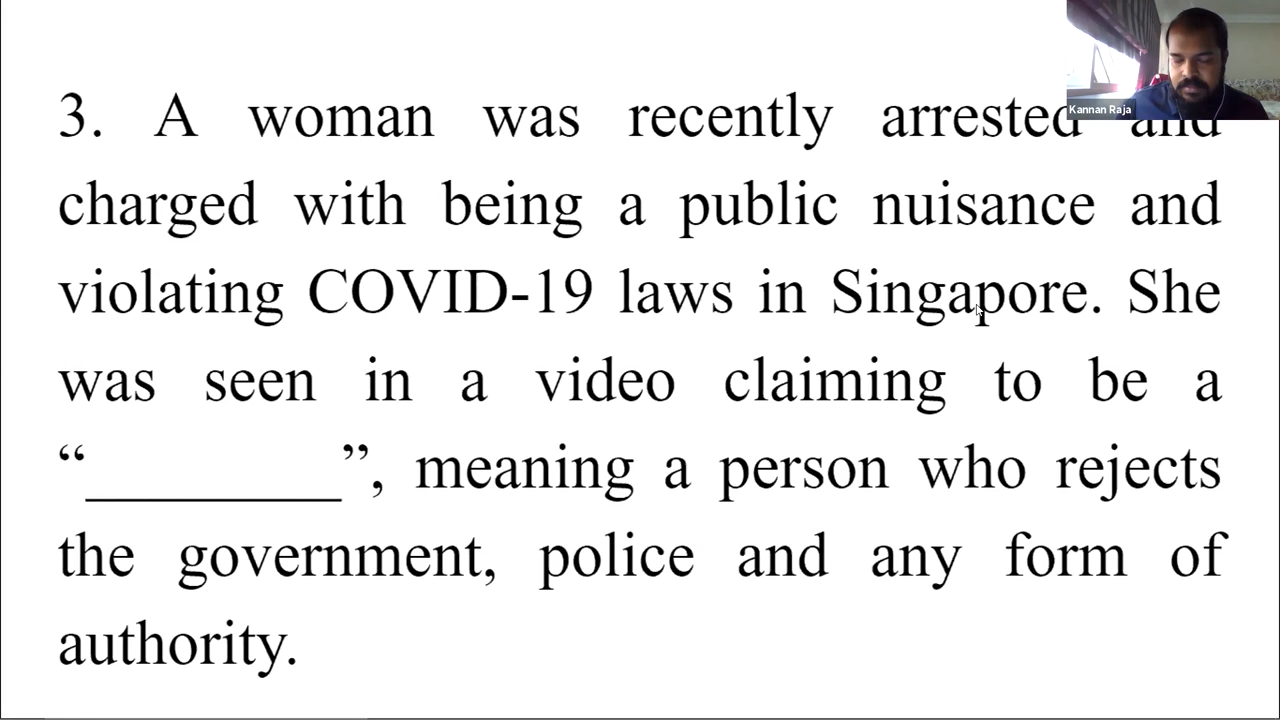 Kannan Raja
3. A woman was recently arrested and
charged with being a public nuisance and
violating COVID-19 laws in Singapore. She
was seen in a video claiming to be a
“_________”, meaning a person who rejects
the government, police and any form of
authority.